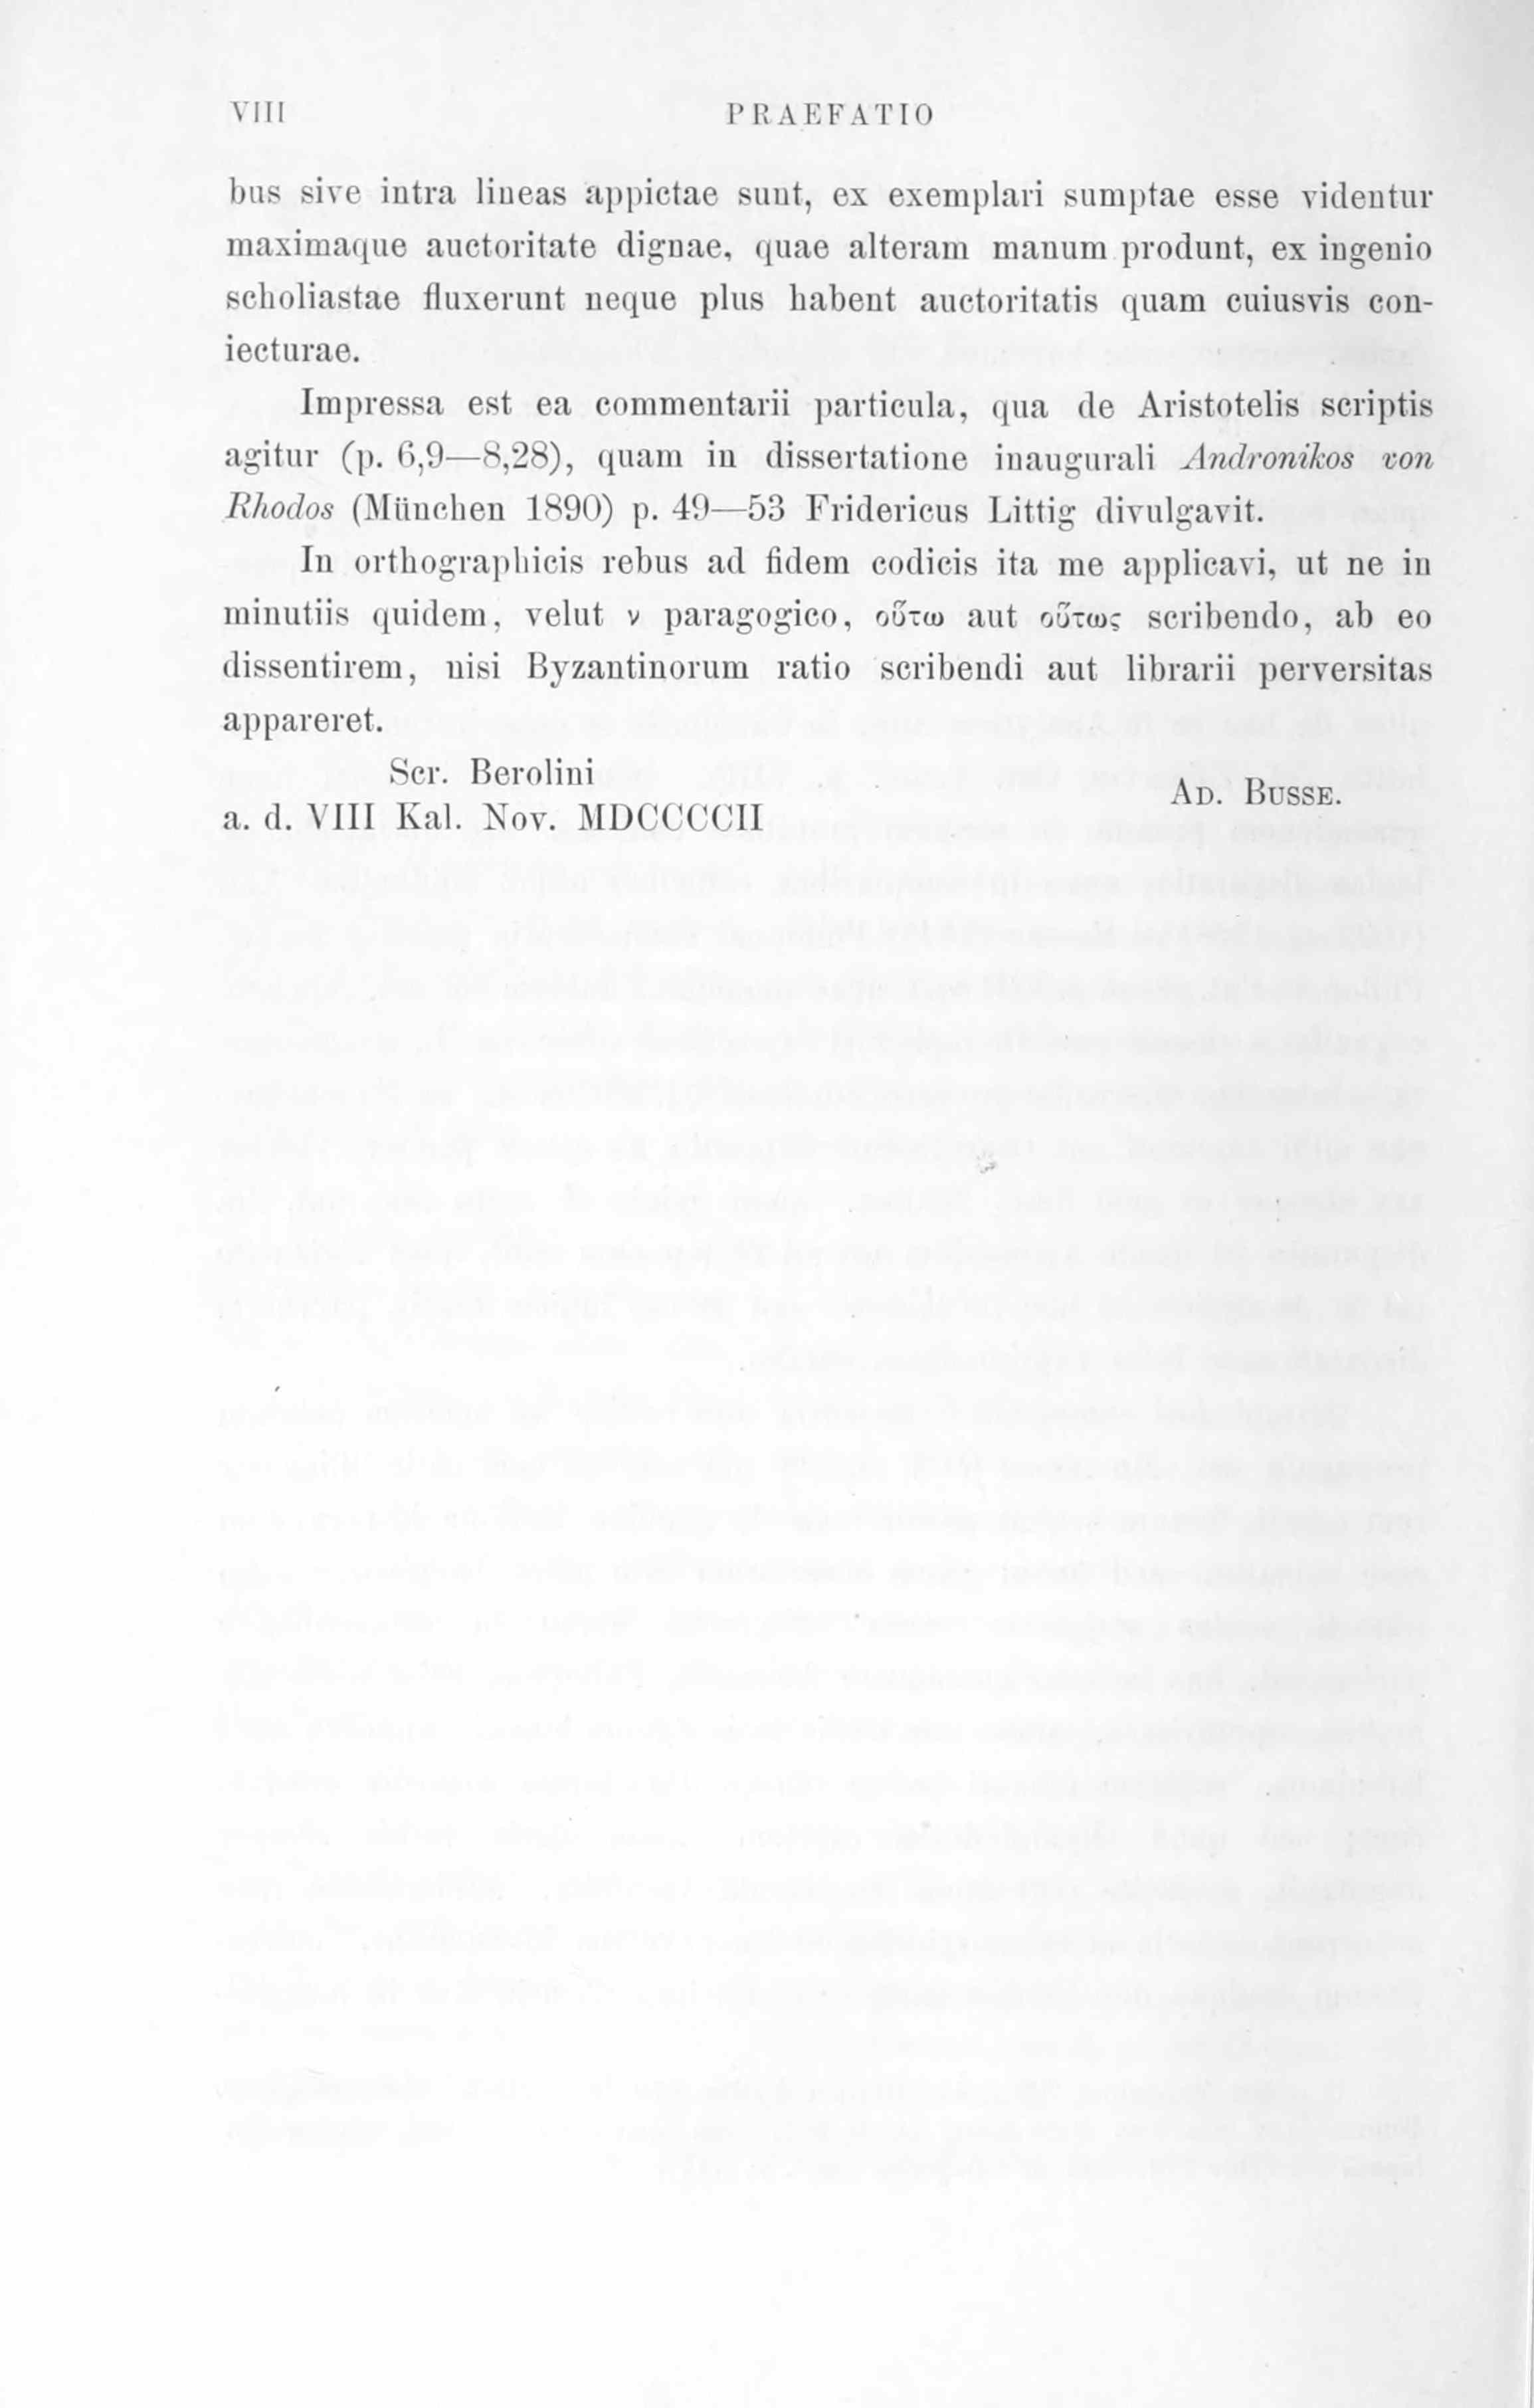 VIII PRAEFATIO
bus sive intra lineas appictae sunt, ex exemplari sumptae esse videntur
maximaque auctoritate dignae, quae alteram manum produnt, ex ingenio
scholiastae fluxerunt neque plus habent auctoritatis quam cuiusvis con-
iecturae.
Impressa est ea commentarii particula, qua de Aristotelis scriptis
agitur (p. 6,9—8,28), quam in dissertatione inaugurali Andronikos von
Rhodos (München 1890) p. 49—53 Fridericus Littig divulgavit.
In orthographicis rebus ad fidem codicis ita me applicavi, ut ne in
minutiis quidem, velut ν paragogico, οὕτω aut οὕτως scribendo, ab eo
dissentirem, nisi Byzantinorum ratio scribendi aut librarii perversitas
appareret.
Scr. Berolini
a. d. VIII Kal. Nov. MDCCCCII
AD. BUSSE.